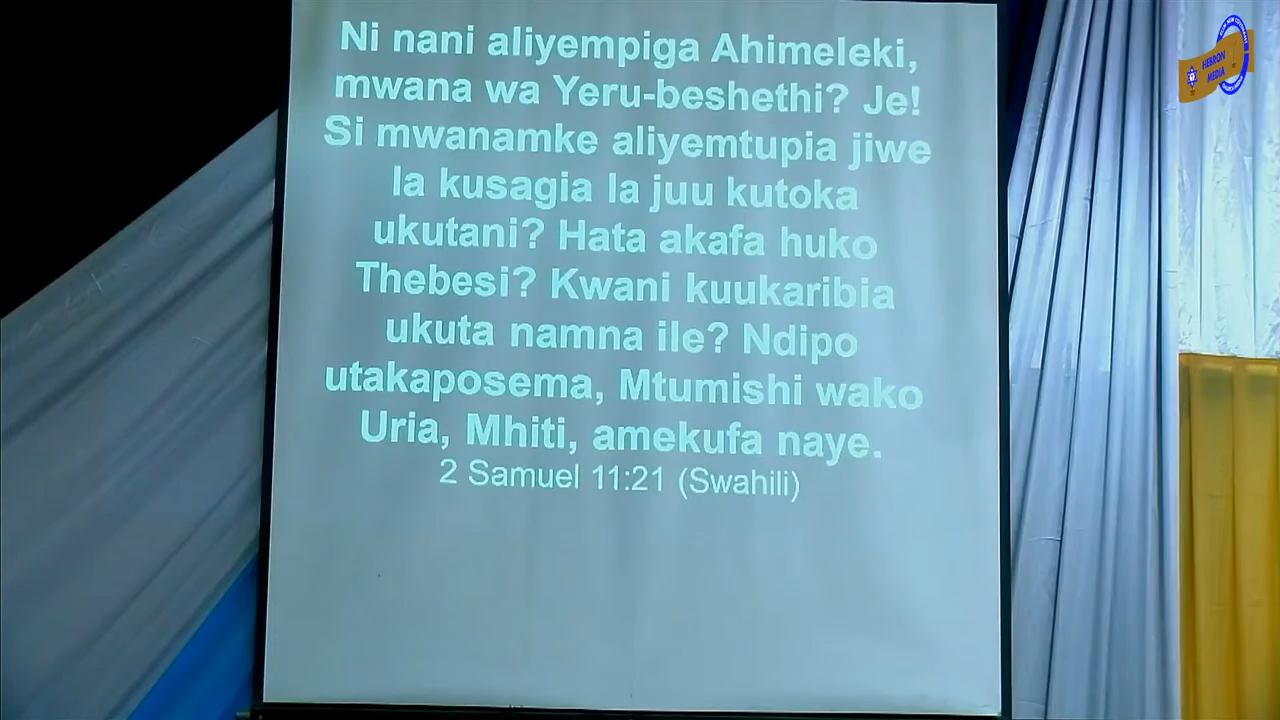 Ni nani aliyempiga Ahimeleki,
mwana wa Yeru-beshethi? Je!
Si mwanamke aliyemtupia jiwe
la kusagia la juu kutoka
ukutani? Hata akafa huko
Thebesi? Kwani kuukaribia
ukuta namna ile? Ndipo
utakaposema, Mtumishi wako
Uria, Mhiti, amekufa naye.
2 Samuel 11:21 (Swahili)
HEBRON
MEDIA